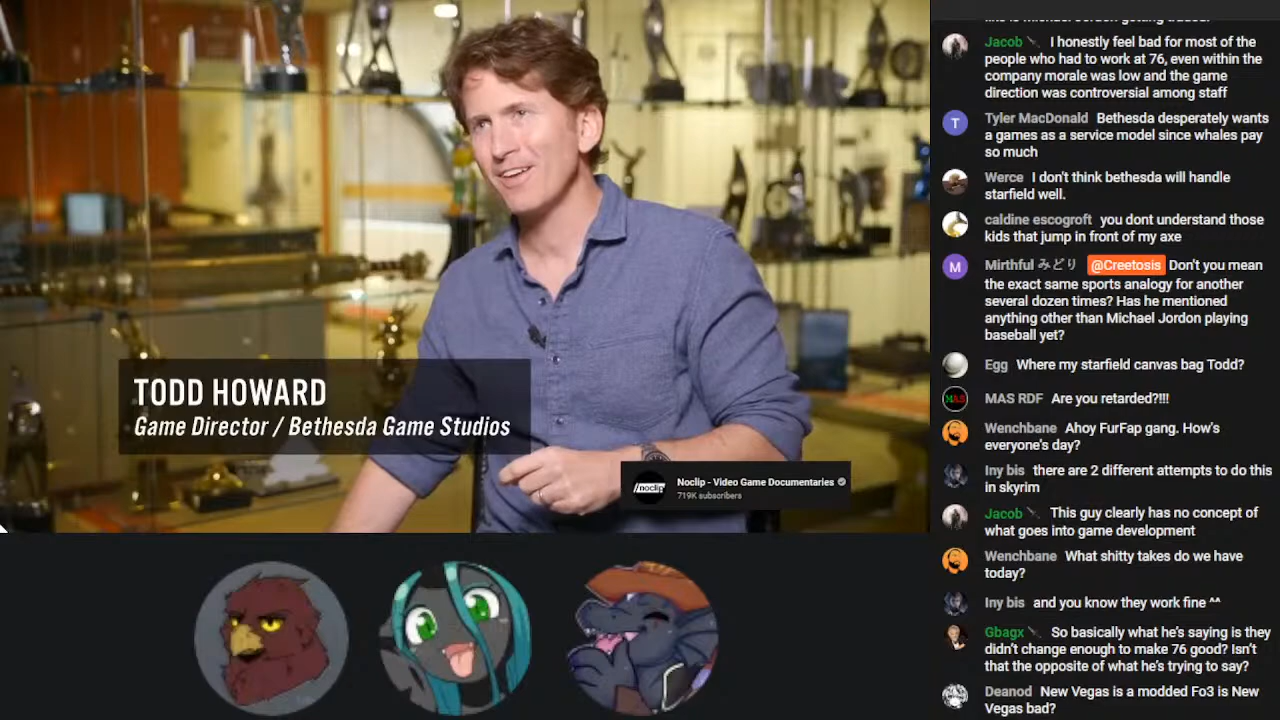 TODD HOWARD
Game Director / Bethesda Game Studios
/noclip
Noclip - Video Game Documentaries
719K subscribers
Jacob I honestly feel bad for most of the
people who had to work at 76, even within the
company morale was low and the game
direction was controversial among staff
T
Tyler MacDonald Bethesda desperately wants
a games as a service model since whales pay
so much
Werce I don't think bethesda will handle
starfield well.
caldine escogroft you dont understand those
kids that jump in front of my axe
M
Mirthful みどり @Creetosis Don't you mean
the exact same sports analogy for another
several dozen times? Has he mentioned
anything other than Michael Jordon playing
baseball yet?
Egg Where my starfield canvas bag Todd?
MAS
MAS RDF Are you retarded?!!!
Wenchbane Ahoy FurFap gang. How's
everyone's day?
Iny bis there are 2 different attempts to do this
in skyrim
Jacob This guy clearly has no concept of
what goes into game development
Wenchbane What shitty takes do we have
today?
Iny bis and you know they work fine ^^
Gbagx So basically what he's saying is they
didn't change enough to make 76 good? Isn't
that the opposite of what he's trying to say?
Deanod New Vegas is a modded Fo3 is New
Vegas bad?